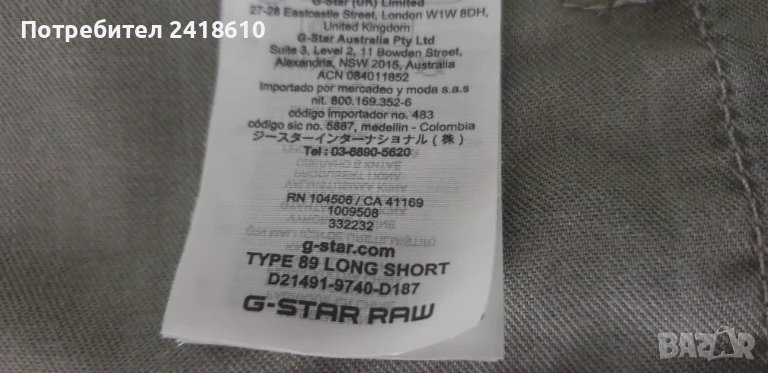 Потребител 2418610
G-Star (UK) Limited
27-28 Eastcastle Street, London W1W 8DH,
United Kingdom
G-Star Australia Pty Ltd
Suite 3, Level 2, 11 Bowden Street,
Alexandria, NSW 2015, Australia
ACN 084011852
Importado por mercadeo y moda s.a.s
nit. 800.169.352-6
código importador no. 483
código sic no. 5887, medellin - Colombia
ジースターインターナショナル(株)
Tel : 03-6890-5620
RN 104506 / CA 41169
1009508
332232
g-star.com
TYPE 89 LONG SHORT
D21491-9740-D187
G-STAR RAW
BAZAR